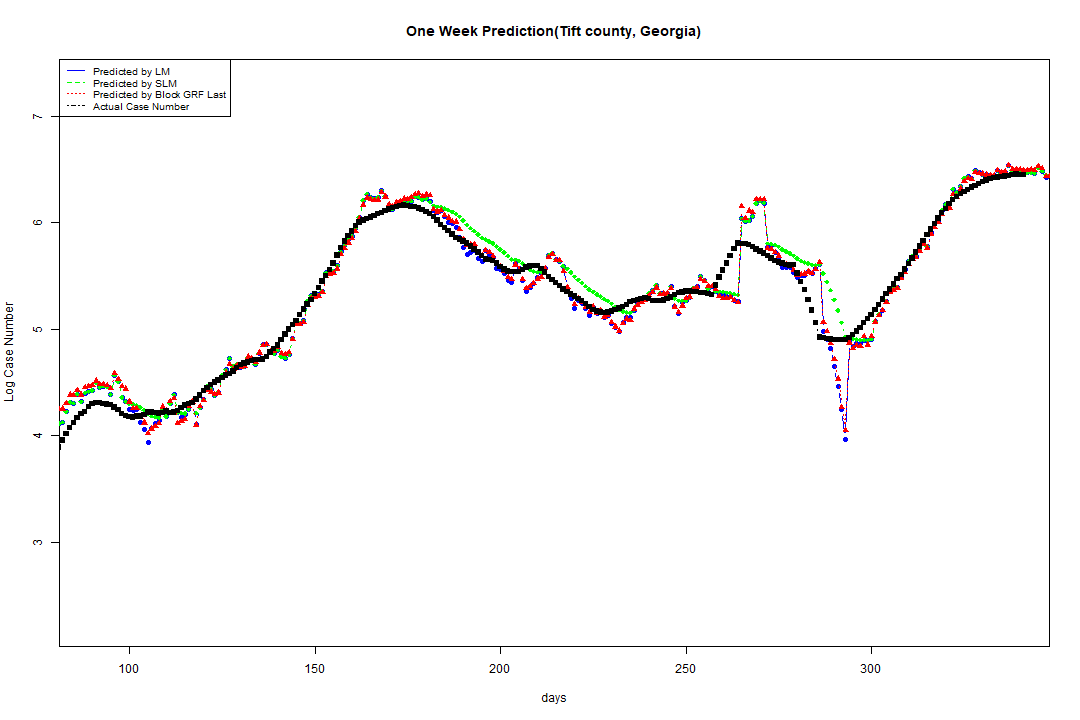 One Week Prediction(Tift county, Georgia)
Predicted by LM
Predicted by SLM
Predicted by Block GRF Last
Actual Case Number
Log Case Number
7
6
5
4
3
100 150 200 250 300
days